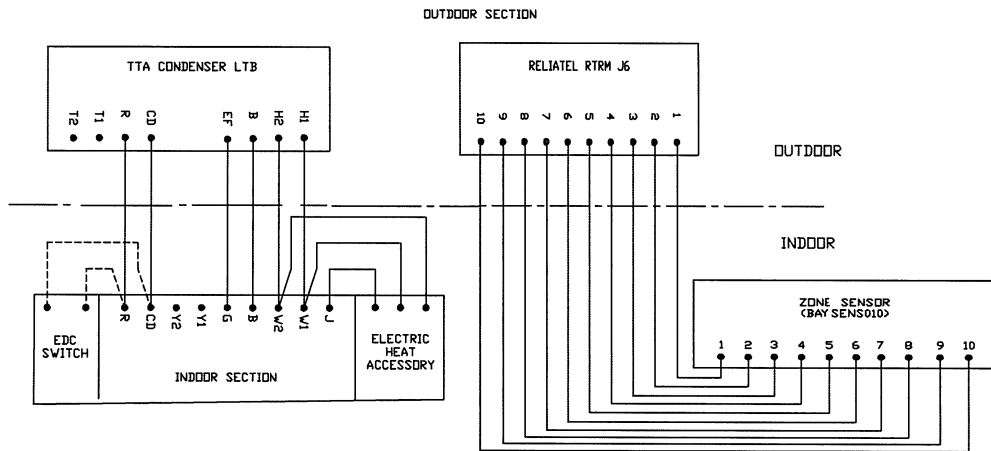 OUTDOOR SECTION
TTA CONDENSER LTB
T2 T1 R CD EF B H2 H1
RELIATEL RTRM J6
10 9 8 7 6 5 4 3 2 1
OUTDOOR
INDOOR
R CD Y2 Y1 G B W2 W1 J
EDC
SWITCH
INDOOR SECTION
ELECTRIC
HEAT
ACCESSORY
ZONE SENSOR
(BAYSENS010)
1 2 3 4 5 6 7 8 9 10